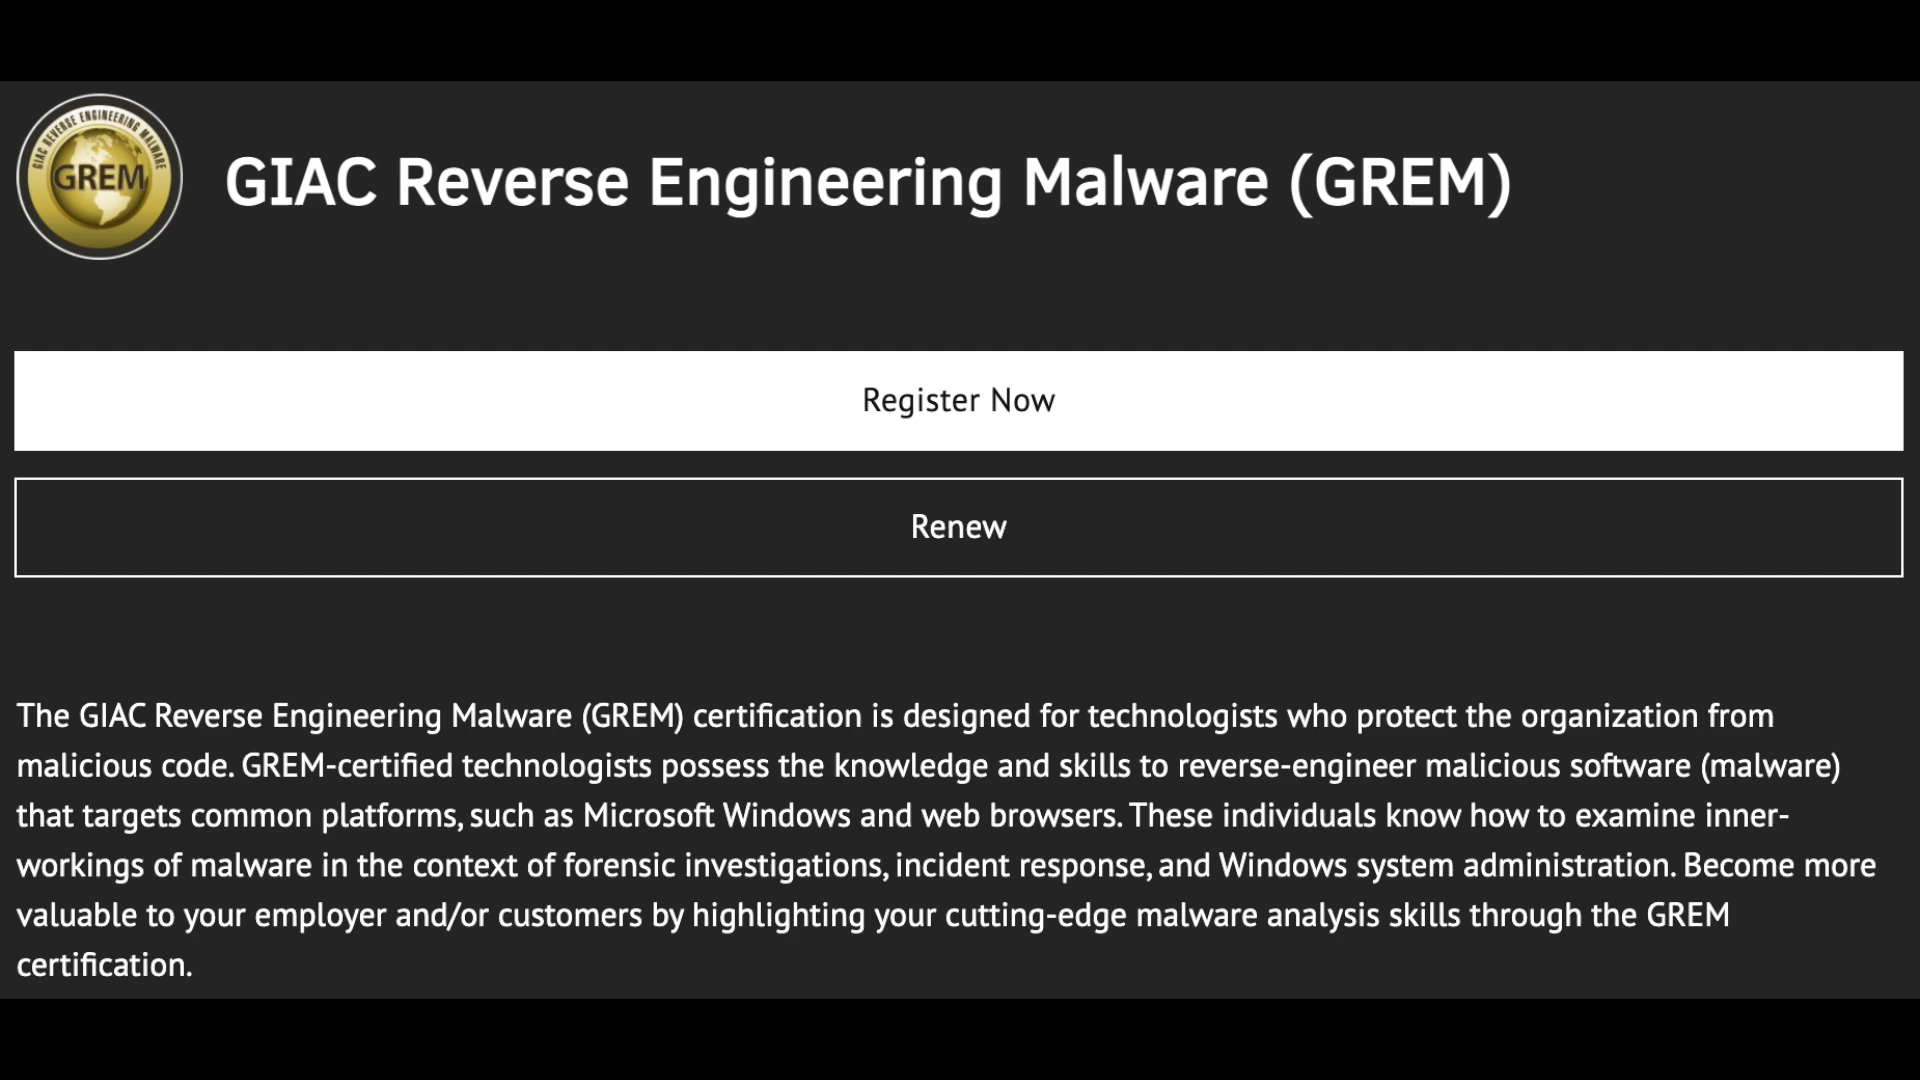 GIAC REVERSE ENGINEERING MALWARE
GREM
GIAC Reverse Engineering Malware (GREM)
Register Now
Renew
The GIAC Reverse Engineering Malware (GREM) certification is designed for technologists who protect the organization from
malicious code. GREM-certified technologists possess the knowledge and skills to reverse-engineer malicious software (malware)
that targets common platforms, such as Microsoft Windows and web browsers. These individuals know how to examine inner-
workings of malware in the context of forensic investigations, incident response, and Windows system administration. Become more
valuable to your employer and/or customers by highlighting your cutting-edge malware analysis skills through the GREM
certification.